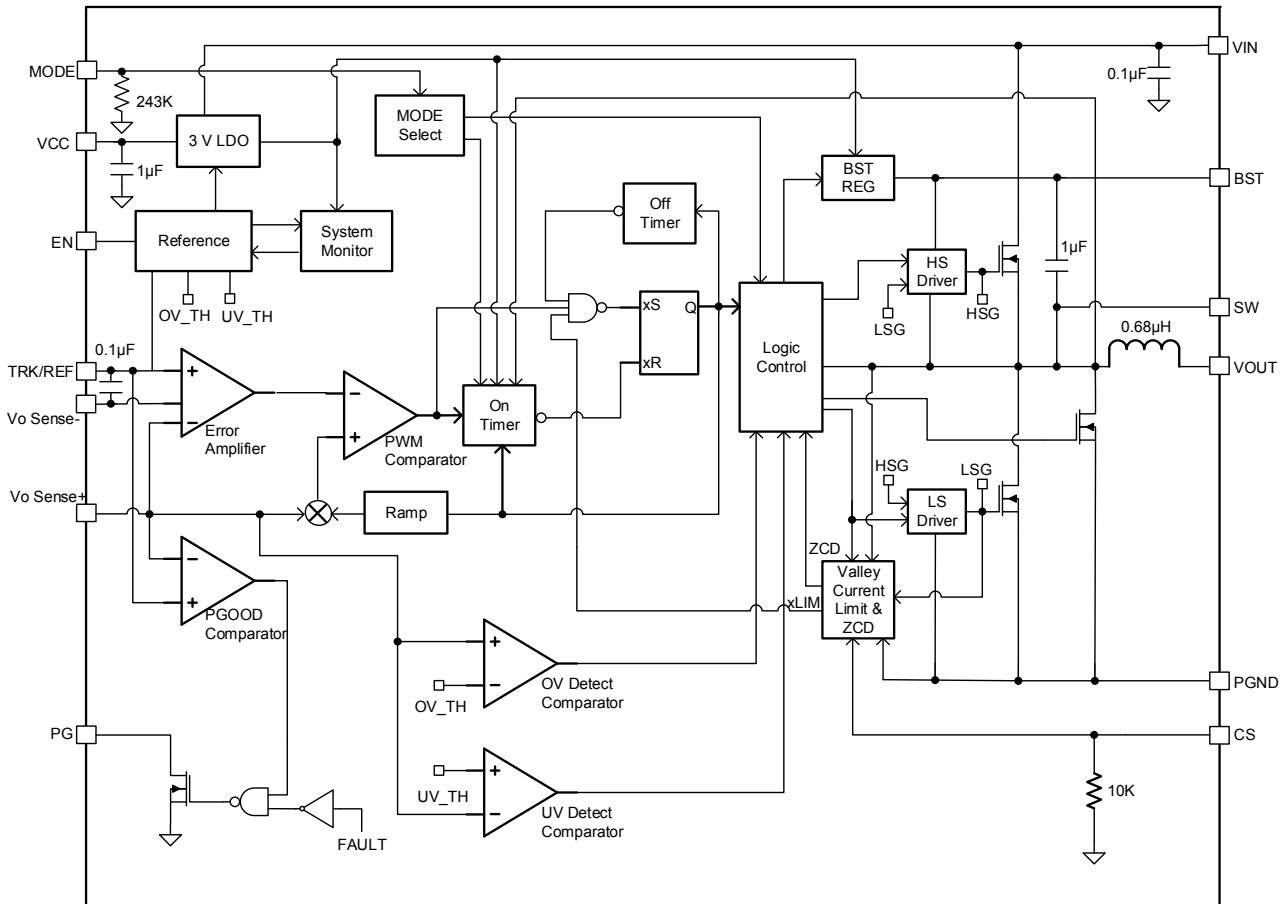 VIN
MODE
0.1µF
243K
MODE
Select
VCC
3 V LDO
1µF
BST
REG
BST
Off
Timer
EN
Reference
System
Monitor
1µF
HS
Driver
OV_TH
UV_TH
xS
Q
LSG
HSG
SW
0.68µH
0.1µF
Logic
Control
TRK/REF
xR
VOUT
Vo Sense-
On
Timer
Error
Amplifier
PWM
Comparator
HSG
LSG
Vo Sense+
Ramp
LS
Driver
ZCD
Valley
Current
Limit &
ZCD
xLIM
PGOOD
Comparator
OV Detect
Comparator
OV_TH
PGND
PG
CS
UV_TH
10K
UV Detect
Comparator
FAULT